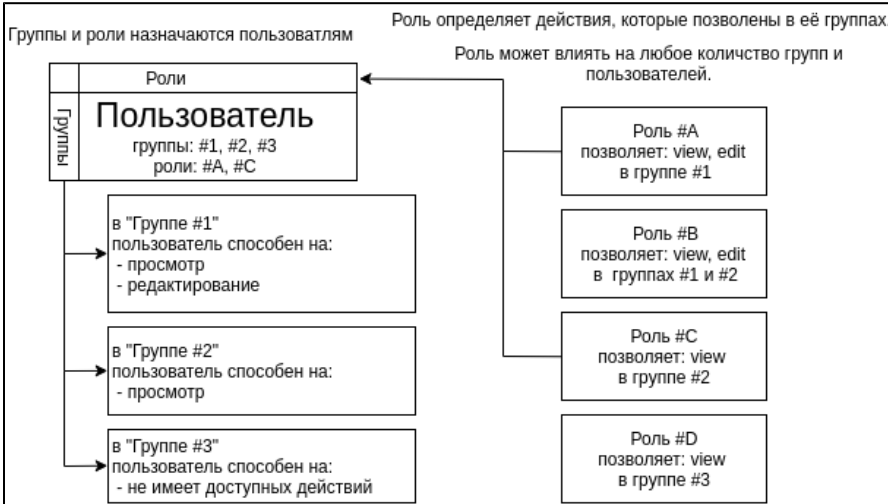 Группы и роли назначаются пользоватлям
Роли
Группы
Пользователь
группы: #1, #2, #3
роли: #A, #C
в "Группе #1"
пользователь способен на:
- просмотр
- редактирование
в "Группе #2"
пользователь способен на:
- просмотр
в "Группе #3"
пользователь способен на:
- не имеет доступных действий
Роль определяет действия, которые позволены в её группах.
Роль может влиять на любое количство групп и
пользователей.
Роль #A
позволяет: view, edit
в группе #1
Роль #B
позволяет: view, edit
в группах #1 и #2
Роль #C
позволяет: view
в группе #2
Роль #D
позволяет: view
в группе #3